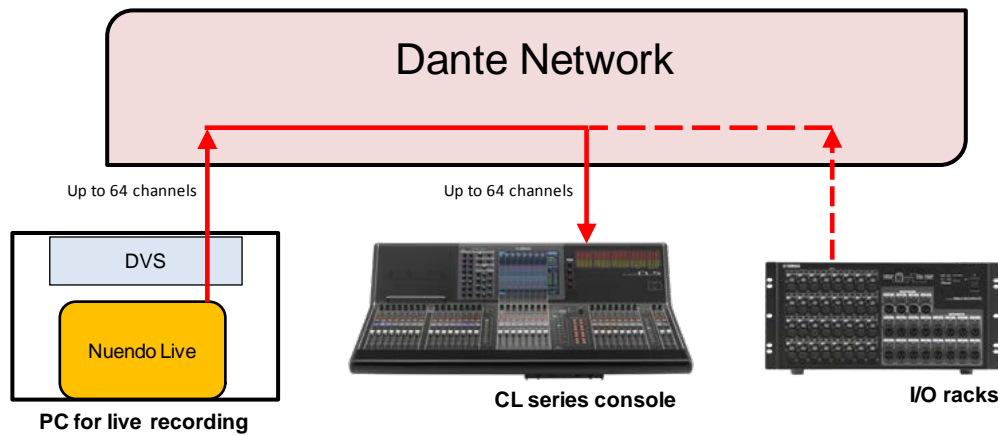 Dante Network
Up to 64 channels
Up to 64 channels
DVS
Nuendo Live
PC for live recording
CL series console
I/O racks